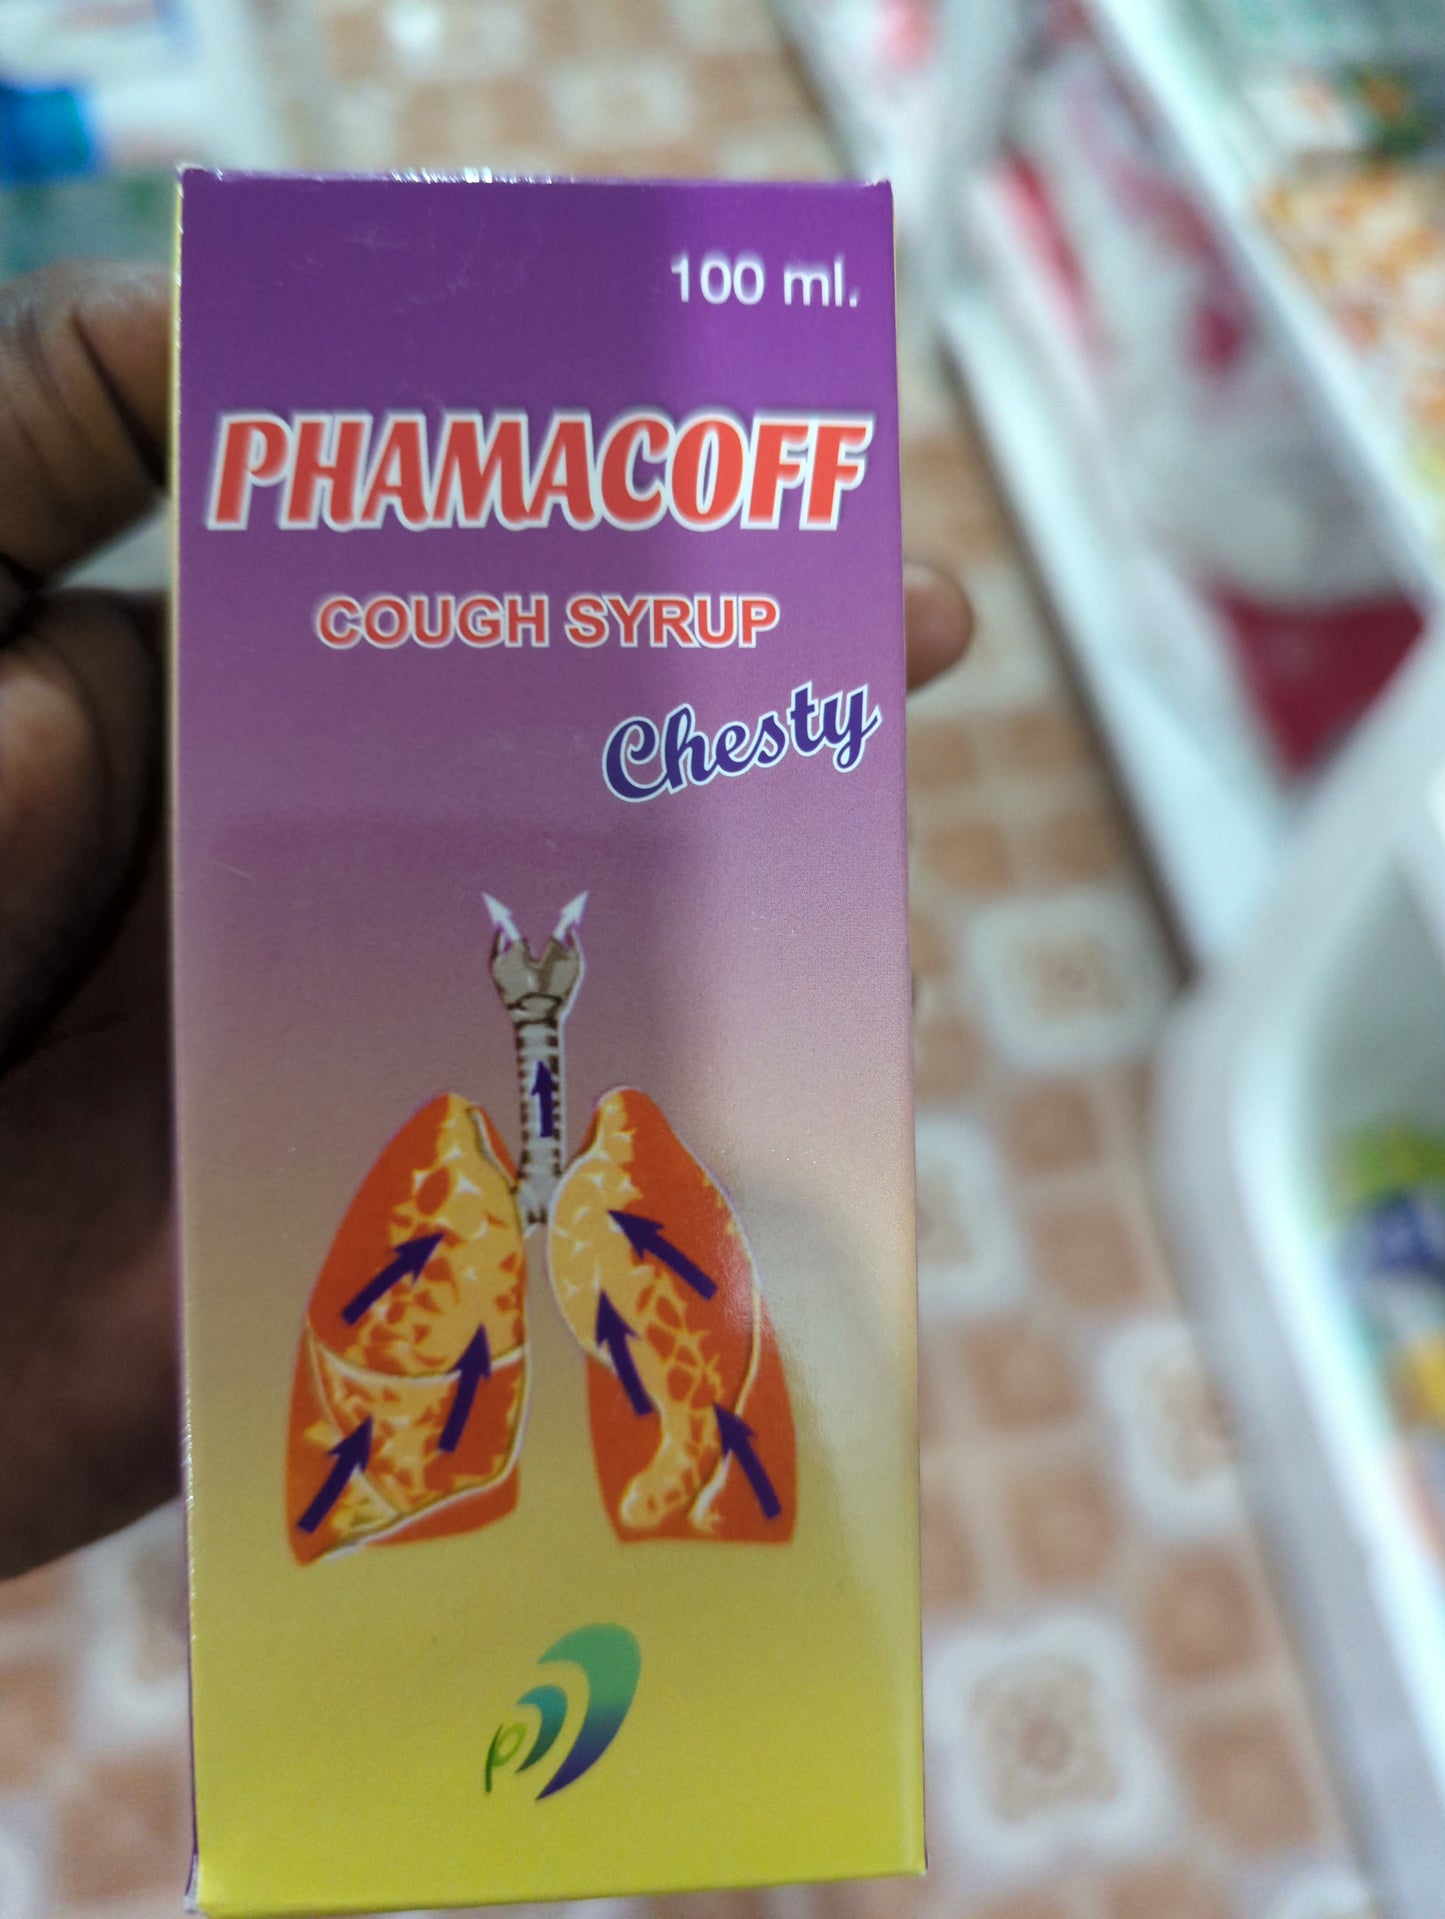 100 ml.
PHAMACOFF
COUGH SYRUP
Chesty
p